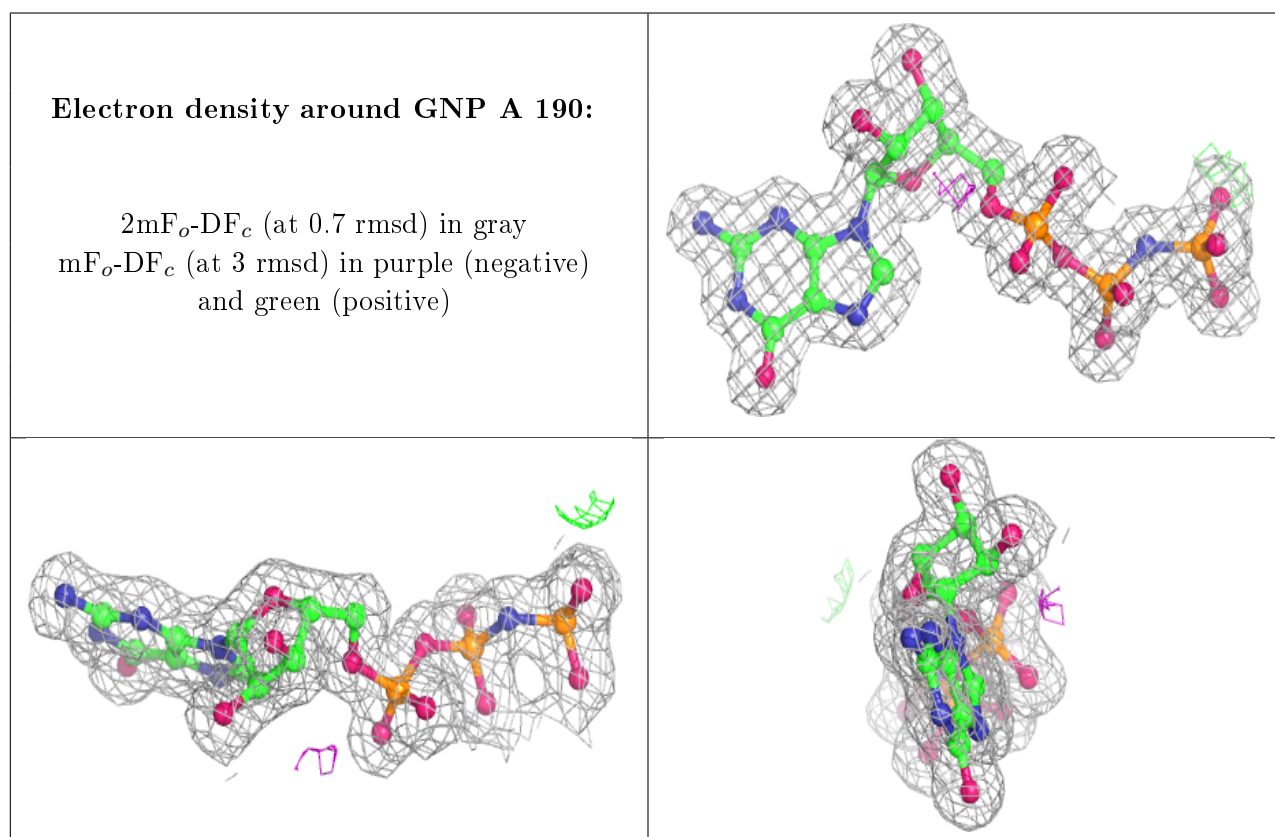 Electron density around GNP A 190:
2mFo-DFc (at 0.7 rmsd) in gray
mFo-DFc (at 3 rmsd) in purple (negative)
and green (positive)